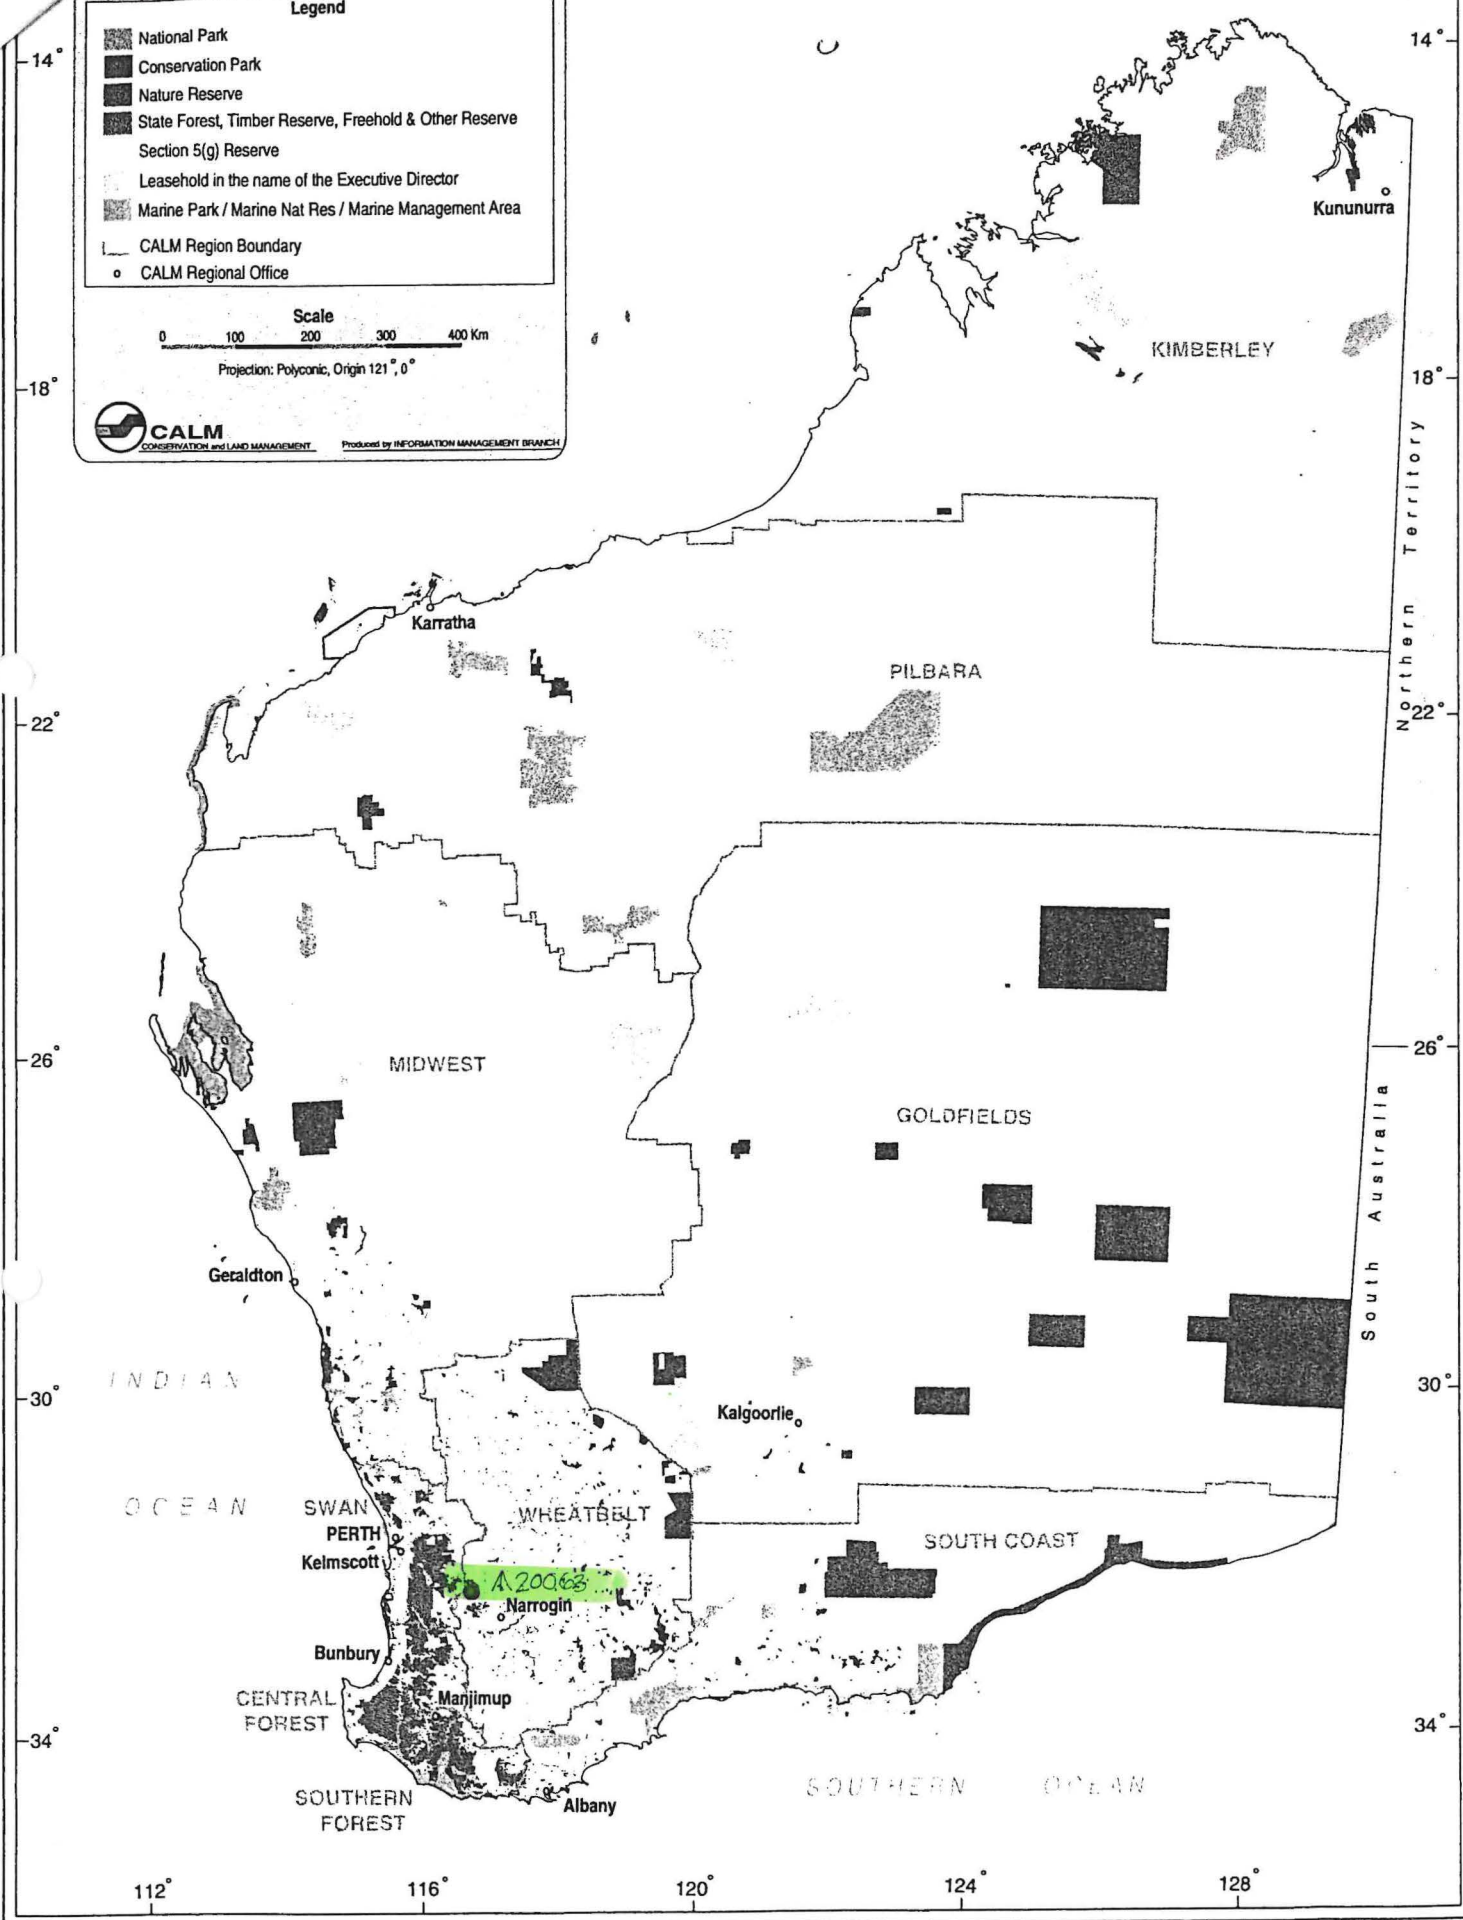 Legend
National Park
Conservation Park
Nature Reserve
State Forest, Timber Reserve, Freehold & Other Reserve
Section 5(g) Reserve
Leasehold in the name of the Executive Director
Marine Park / Marine Nat Res / Marine Management Area
CALM Region Boundary
CALM Regional Office
Scale
0 100 200 300 400 Km
Projection: Polyconic, Origin 121°, 0°
CALM
CONSERVATION and LAND MANAGEMENT Produced by INFORMATION MANAGEMENT BRANCH
14° 14°
Kununurra
KIMBERLEY
18° 18°
Northern Territory
Karratha
PILBARA
22° 22°
26° 26°
MIDWEST
GOLDFIELDS
South Australia
Geraldton
INDIAN
30° 30°
Kalgoorlie
OCEAN
SWAN
WHEATBELT
PERTH
SOUTH COAST
Kelmscott
A20063
Narrogin
Bunbury
CENTRAL
FOREST
Manjimup
34° 34°
SOUTHERN OCEAN
SOUTHERN
FOREST
Albany
112° 116° 120° 124° 128°